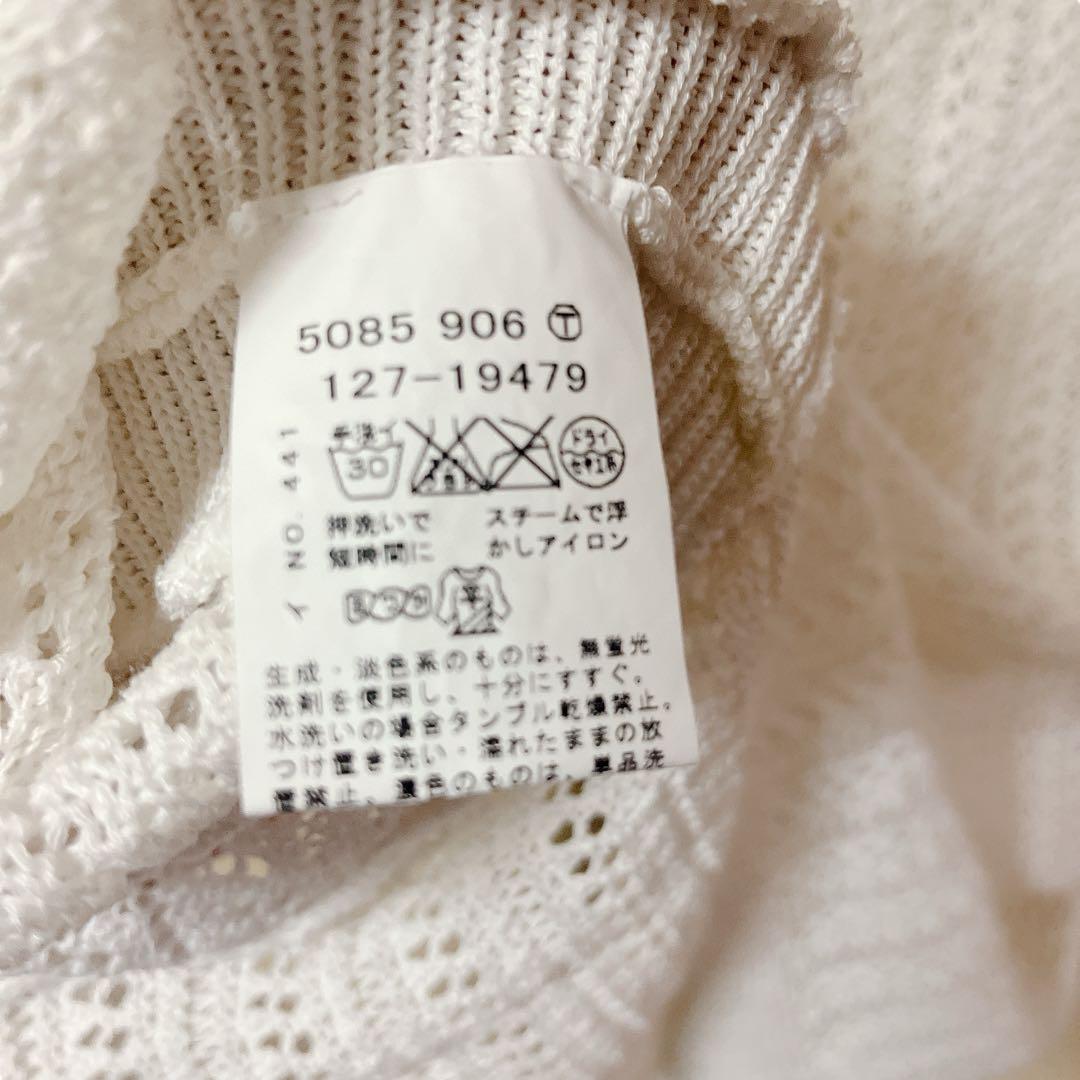 5085 906 Ⓣ
127-19479
NO. 441
イ
手洗イ
30
ドライ
セキユ系
押洗いで
短時間に
スチームで浮
かしアイロン
平
生成・淡色系のものは、無蛍光
洗剤を使用し、十分にすすぐ。
水洗いの場合タンブル乾燥禁止。
つけ置き洗い・濡れたままの放
置禁止。濃色のものは、単品洗